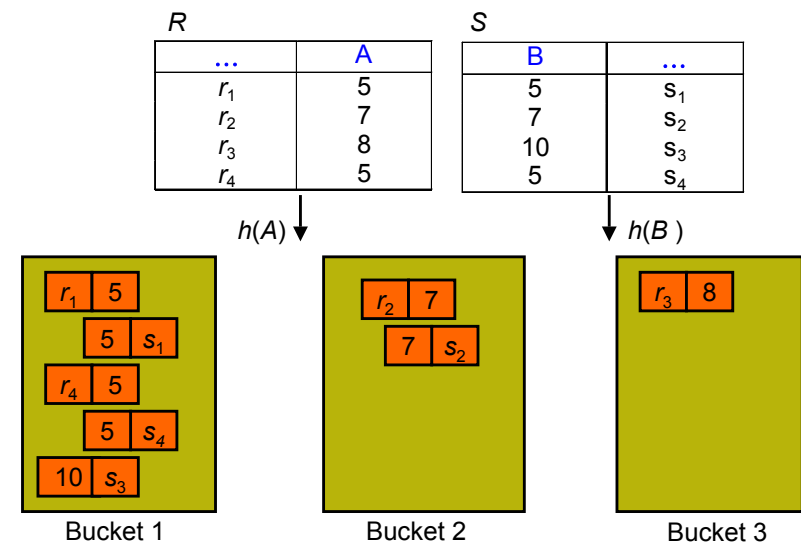 R
S
... A
B ...
r1 5
r2 7
r3 8
r4 5
5 s1
7 s2
10 s3
5 s4
h(A)
h(B )
r1 5
5 s1
r4 5
5 s4
10 s3
r2 7
7 s2
r3 8
Bucket 1
Bucket 2
Bucket 3